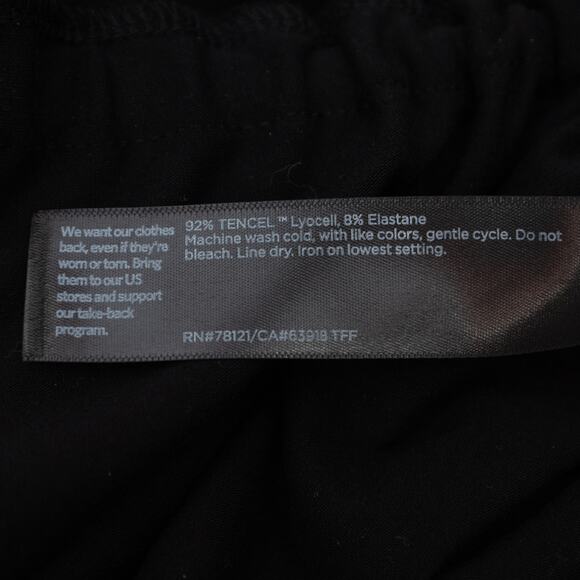 We want our clothes
back, even if they're
worn or torn. Bring
them to our US
stores and support
our take-back
program.
92% TENCEL ™ Lyocell, 8% Elastane
Machine wash cold, with like colors, gentle cycle. Do not
bleach. Line dry. Iron on lowest setting.
RN#78121/CA#63918 TFF